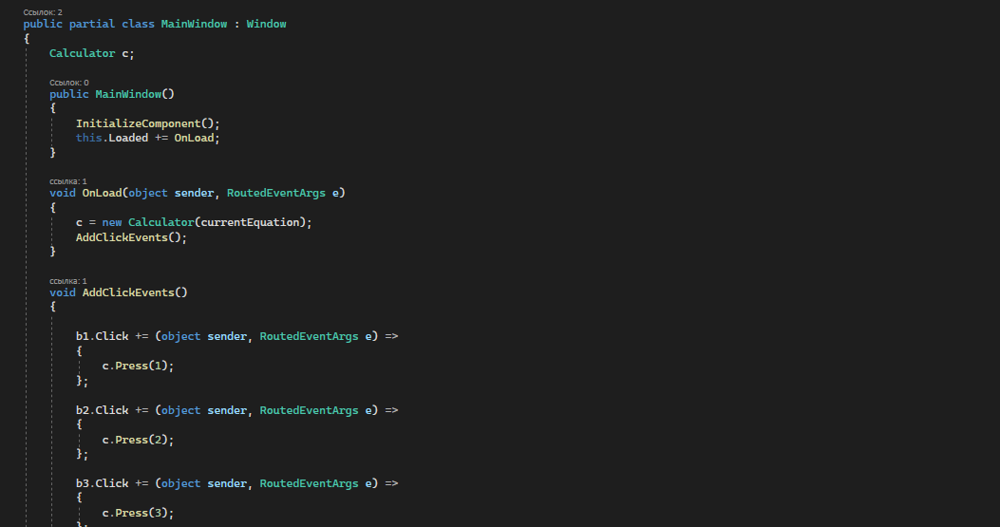 Ссылок: 2
public partial class MainWindow : Window
{
Calculator c;
Ссылок: 0
public MainWindow()
{
InitializeComponent();
this.Loaded += OnLoad;
}
ссылка: 1
void OnLoad(object sender, RoutedEventArgs e)
{
c = new Calculator(currentEquation);
AddClickEvents();
}
ссылка: 1
void AddClickEvents()
{
b1.Click += (object sender, RoutedEventArgs e) =>
{
c.Press(1);
};
b2.Click += (object sender, RoutedEventArgs e) =>
{
c.Press(2);
};
b3.Click += (object sender, RoutedEventArgs e) =>
{
c.Press(3);
};